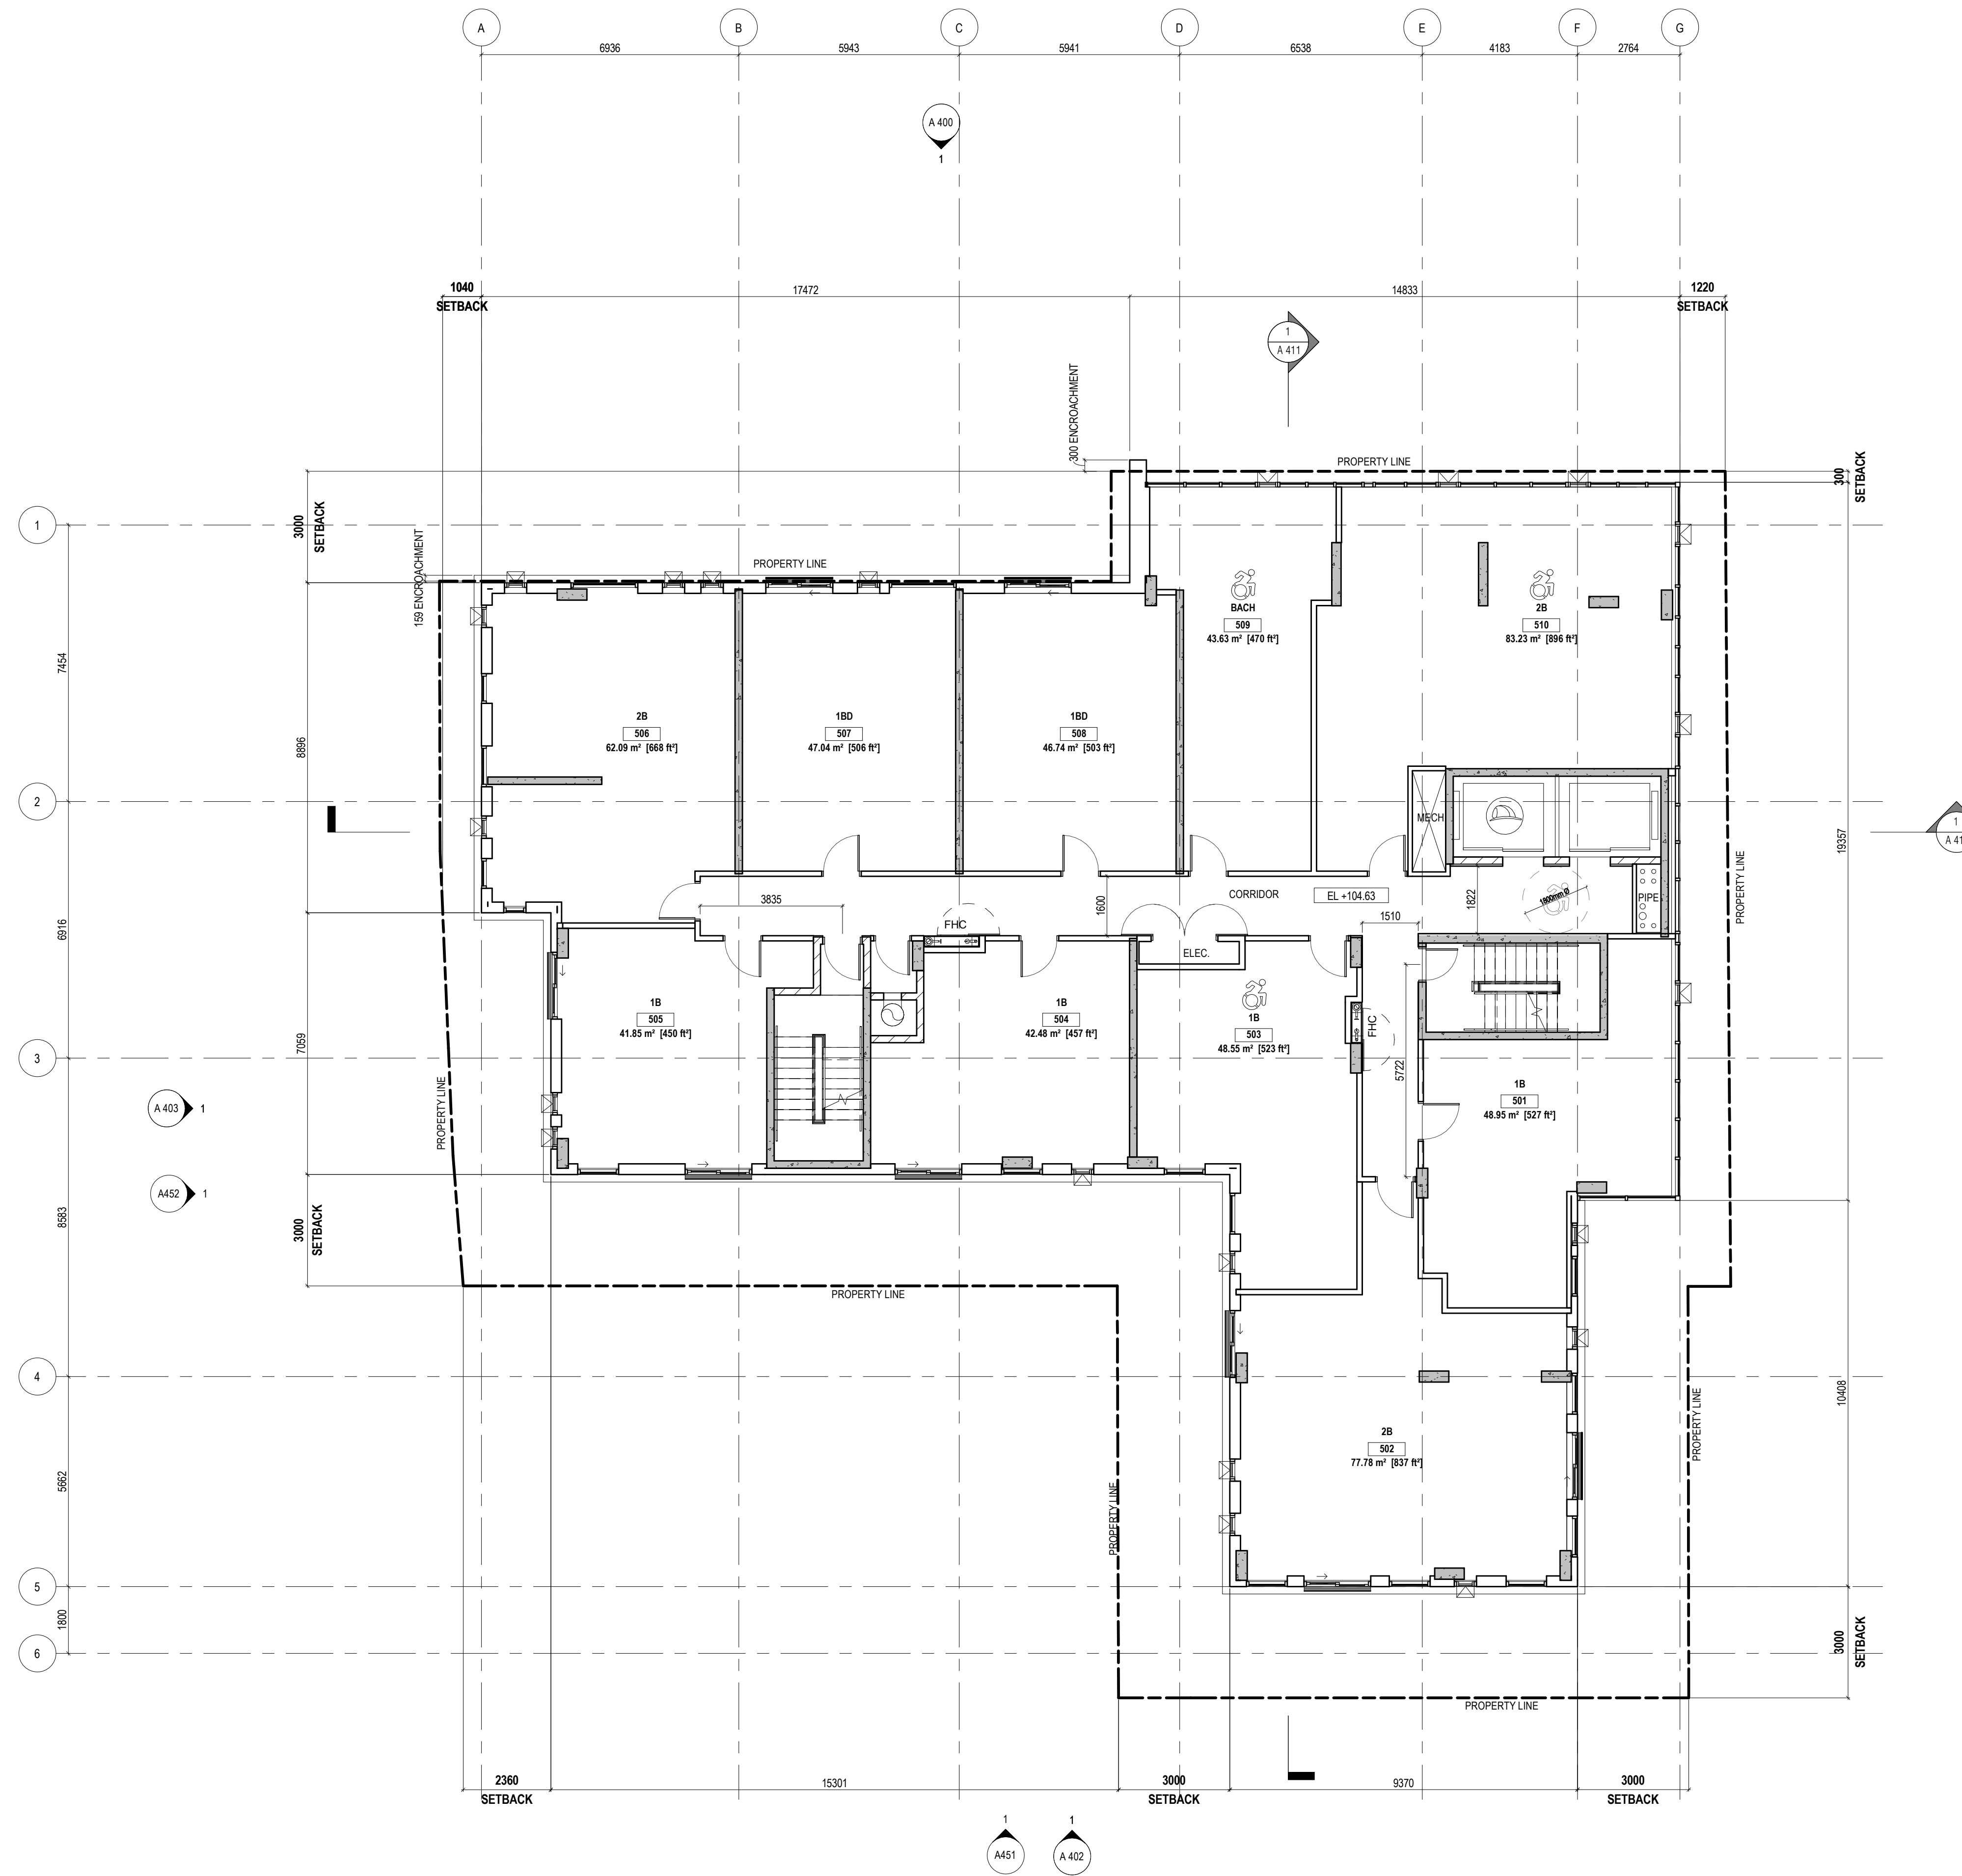 A
B
C
D
E
F
G
6936
5943
5941
6538
4183
2764
A 400
1
1040
SETBACK
17472
14833
1220
SETBACK
1
A 411
300 ENCROACHMENT
PROPERTY LINE
300
SETBACK
3000
SETBACK
1
159 ENCROACHMENT
PROPERTY LINE
BACH
509
43.63 m² [470 ft²]
2B
510
83.23 m² [896 ft²]
7454
8896
2B
506
62.09 m² [668 ft²]
1BD
507
47.04 m² [506 ft²]
1BD
508
46.74 m² [503 ft²]
2
MECH
1
A 41
19357
PROPERTY LINE
CORRIDOR
EL +104.63
3835
1600
1822
1800mm Ø
PIPE
6916
FHC
1510
ELEC.
1B
505
41.85 m² [450 ft²]
1B
504
42.48 m² [457 ft²]
1B
503
48.55 m² [523 ft²]
FHC
7059
3
5722
1B
501
48.95 m² [527 ft²]
A 403
1
PROPERTY LINE
A452
1
8583
3000
SETBACK
PROPERTY LINE
4
10408
PROPERTY LINE
2B
502
77.78 m² [837 ft²]
5662
PROPERTY LINE
5
1800
3000
SETBACK
6
PROPERTY LINE
2360
SETBACK
15301
3000
SETBACK
9370
3000
SETBACK
1
A451
1
A 402